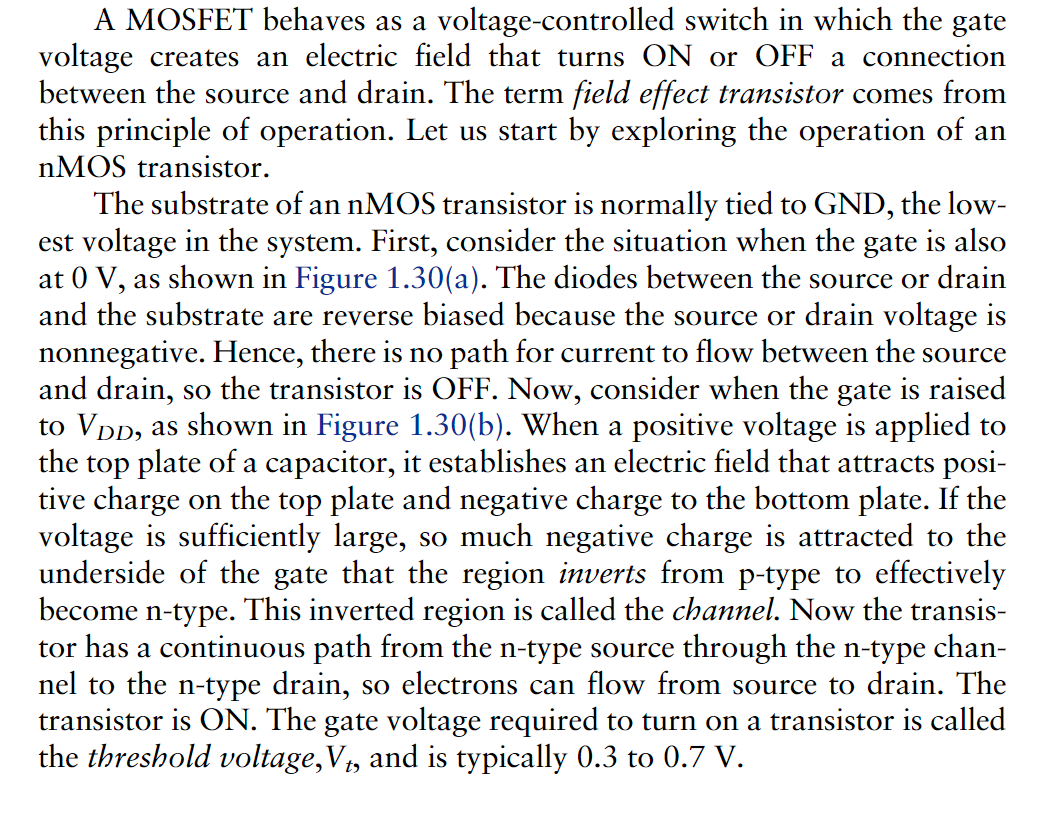 A MOSFET behaves as a voltage-controlled switch in which the gate
voltage creates an electric field that turns ON or OFF a connection
between the source and drain. The term field effect transistor comes from
this principle of operation. Let us start by exploring the operation of an
nMOS transistor.
The substrate of an nMOS transistor is normally tied to GND, the low-
est voltage in the system. First, consider the situation when the gate is also
at 0 V, as shown in Figure 1.30(a). The diodes between the source or drain
and the substrate are reverse biased because the source or drain voltage is
nonnegative. Hence, there is no path for current to flow between the source
and drain, so the transistor is OFF. Now, consider when the gate is raised
to VDD, as shown in Figure 1.30(b). When a positive voltage is applied to
the top plate of a capacitor, it establishes an electric field that attracts posi-
tive charge on the top plate and negative charge to the bottom plate. If the
voltage is sufficiently large, so much negative charge is attracted to the
underside of the gate that the region inverts from p-type to effectively
become n-type. This inverted region is called the channel. Now the transis-
tor has a continuous path from the n-type source through the n-type chan-
nel to the n-type drain, so electrons can flow from source to drain. The
transistor is ON. The gate voltage required to turn on a transistor is called
the threshold voltage, Vt, and is typically 0.3 to 0.7 V.